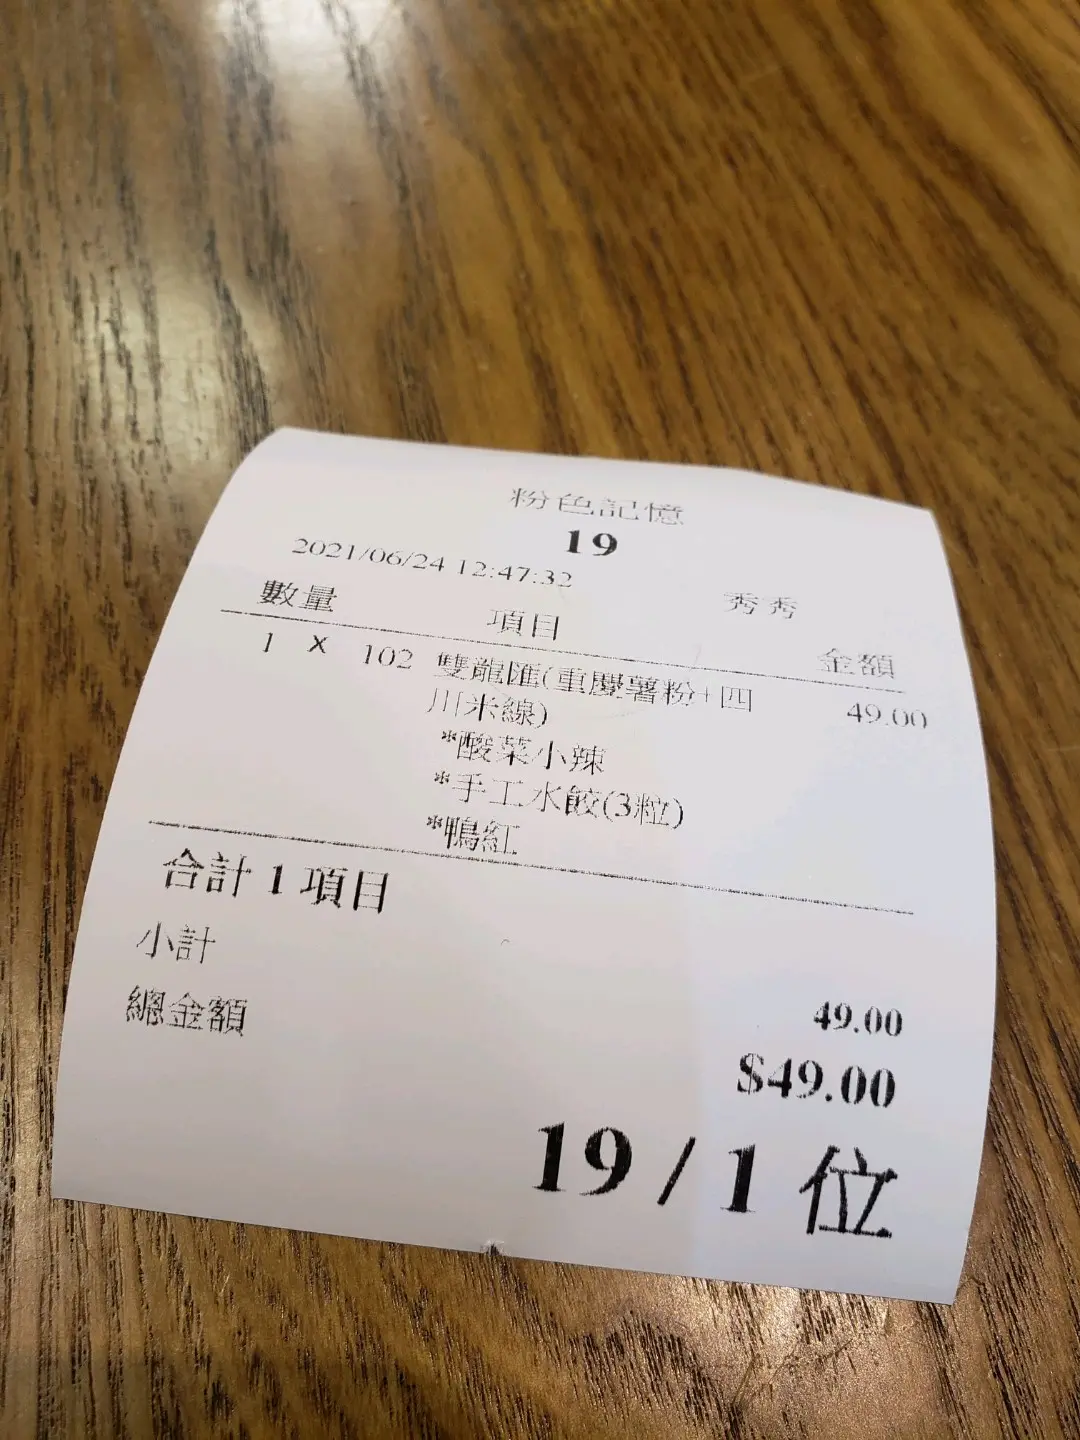 粉色記憶
19
2021/06/24 12:47:32 秀秀
數量 項目 金額
1 X 102 雙龍匯(重慶薯粉+四 49.00
川米線)
*酸菜小辣
*手工水餃(3粒)
*鴨紅
合計 1 項目
小計 49.00
總金額 $49.00
19 / 1 位